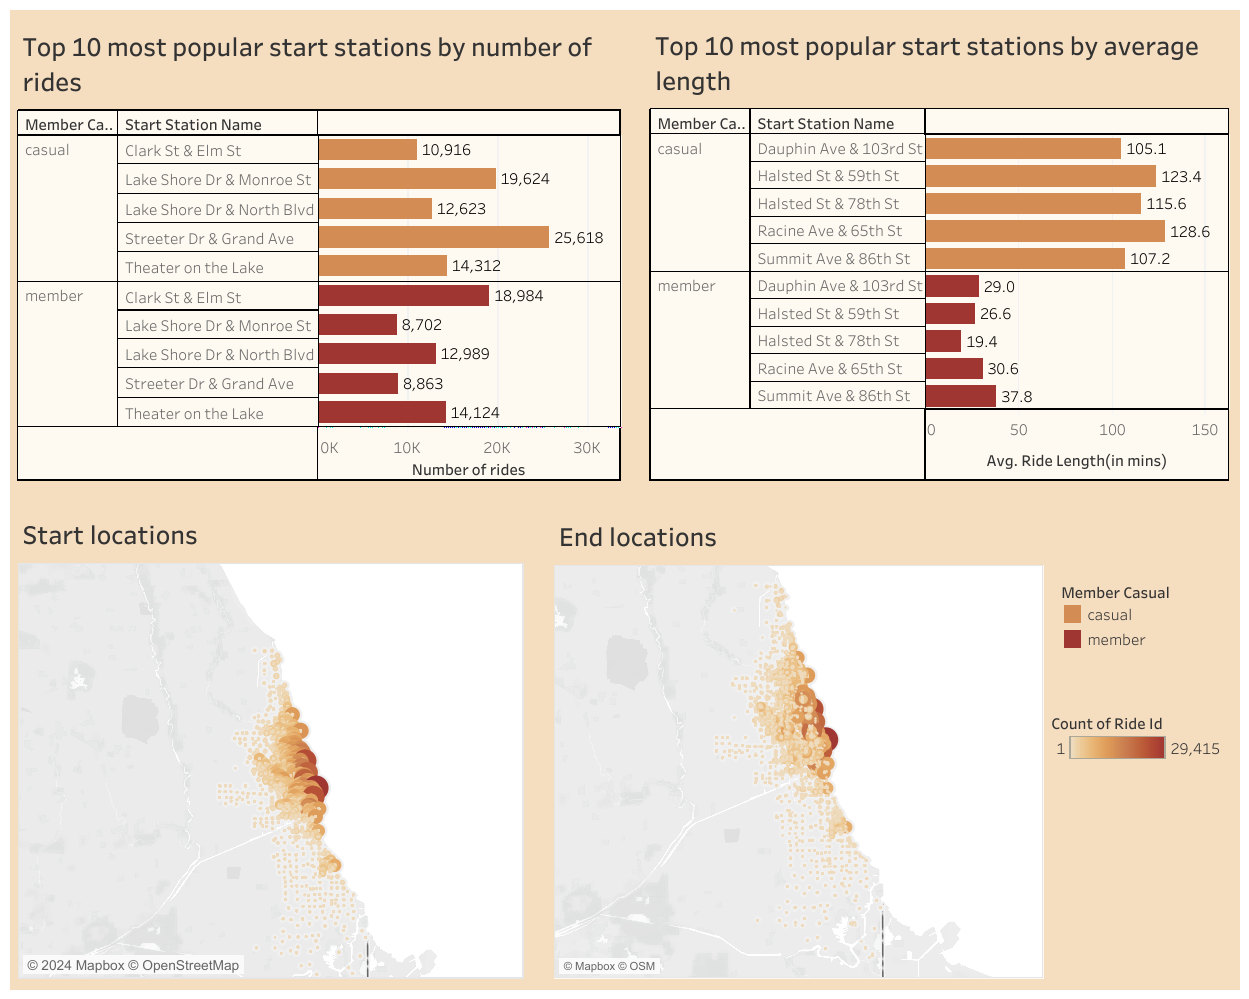 Top 10 most popular start stations by number of
rides
Member Ca.. Start Station Name
casual Clark St & Elm St 10,916
Lake Shore Dr & Monroe St 19,624
Lake Shore Dr & North Blvd 12,623
Streeter Dr & Grand Ave 25,618
Theater on the Lake 14,312
member Clark St & Elm St 18,984
Lake Shore Dr & Monroe St 8,702
Lake Shore Dr & North Blvd 12,989
Streeter Dr & Grand Ave 8,863
Theater on the Lake 14,124
0K 10K 20K 30K
Number of rides
Top 10 most popular start stations by average
length
Member Ca.. Start Station Name
casual Dauphin Ave & 103rd St 105.1
Halsted St & 59th St 123.4
Halsted St & 78th St 115.6
Racine Ave & 65th St 128.6
Summit Ave & 86th St 107.2
member Dauphin Ave & 103rd St 29.0
Halsted St & 59th St 26.6
Halsted St & 78th St 19.4
Racine Ave & 65th St 30.6
Summit Ave & 86th St 37.8
0 50 100 150
Avg. Ride Length(in mins)
Start locations
© 2024 Mapbox © OpenStreetMap
End locations
© Mapbox © OSM
Member Casual
casual
member
Count of Ride Id
1 29,415